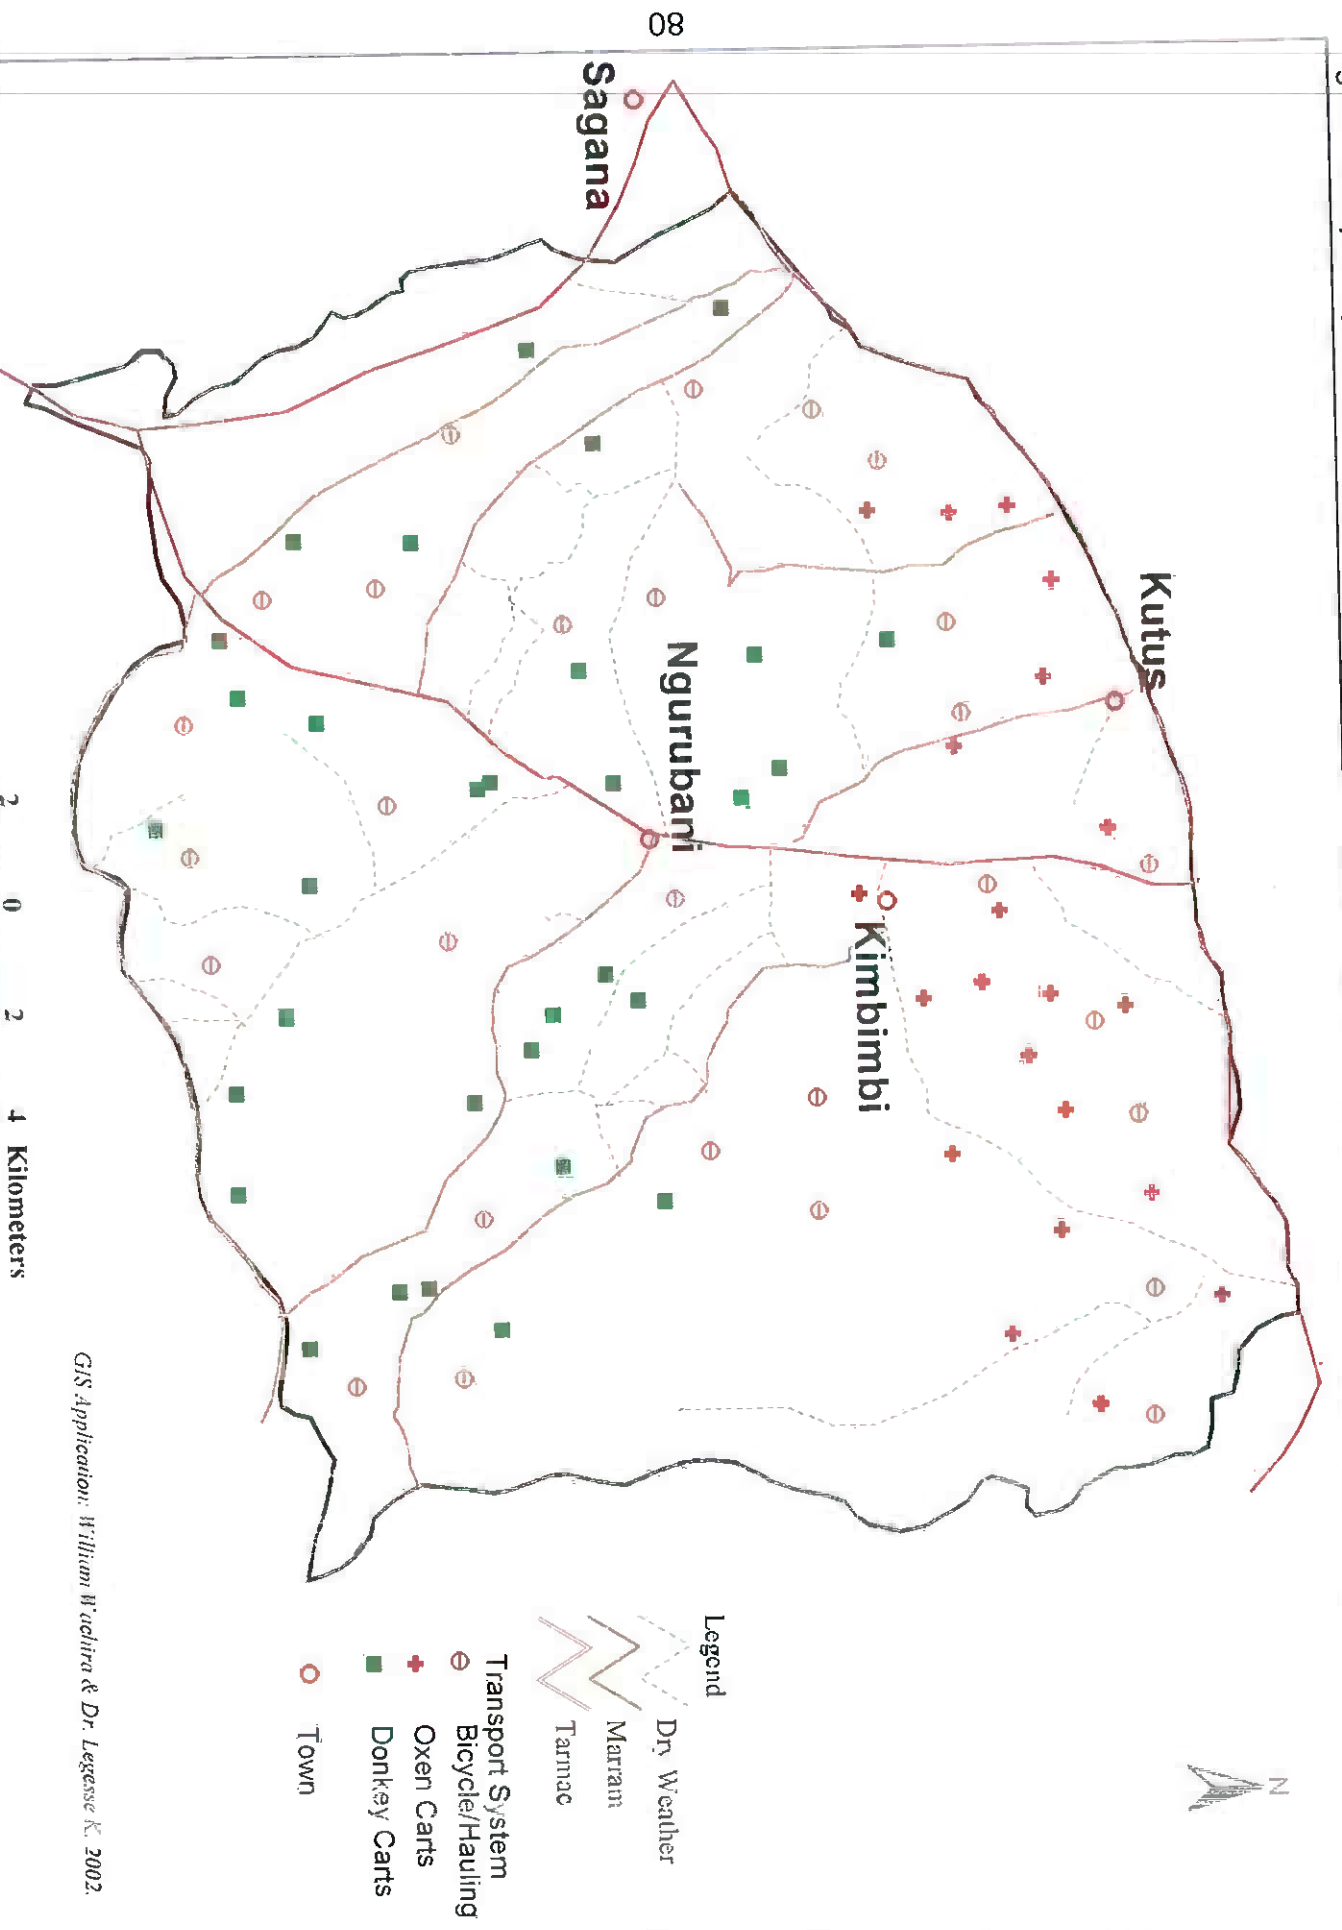 80
Sagana
Kutus
Ngurubani
Kimbimbi
N
Legend
Dry Weather
Marram
Tarmac
Transport System
Bicycle/Hauling
Oxen Carts
Donkey Carts
Town
2 0 2 4 Kilometers
GIS Application: William Wachira & Dr. Legesse K. 2002.